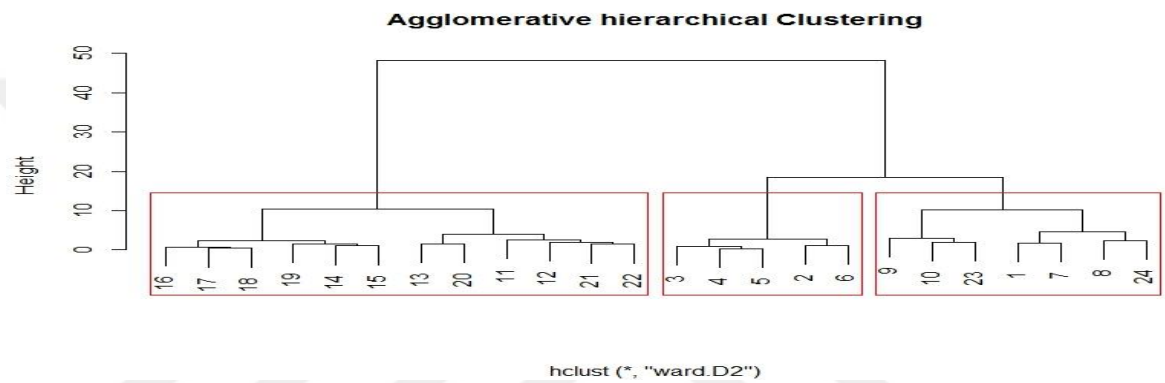 Agglomerative hierarchical Clustering
Height
50
40
30
20
10
0
16 17 18 19 14 15 13 20 11 12 21 22 3 4 5 2 6 9 10 23 1 7 8 24
hclust (*, "ward.D2")